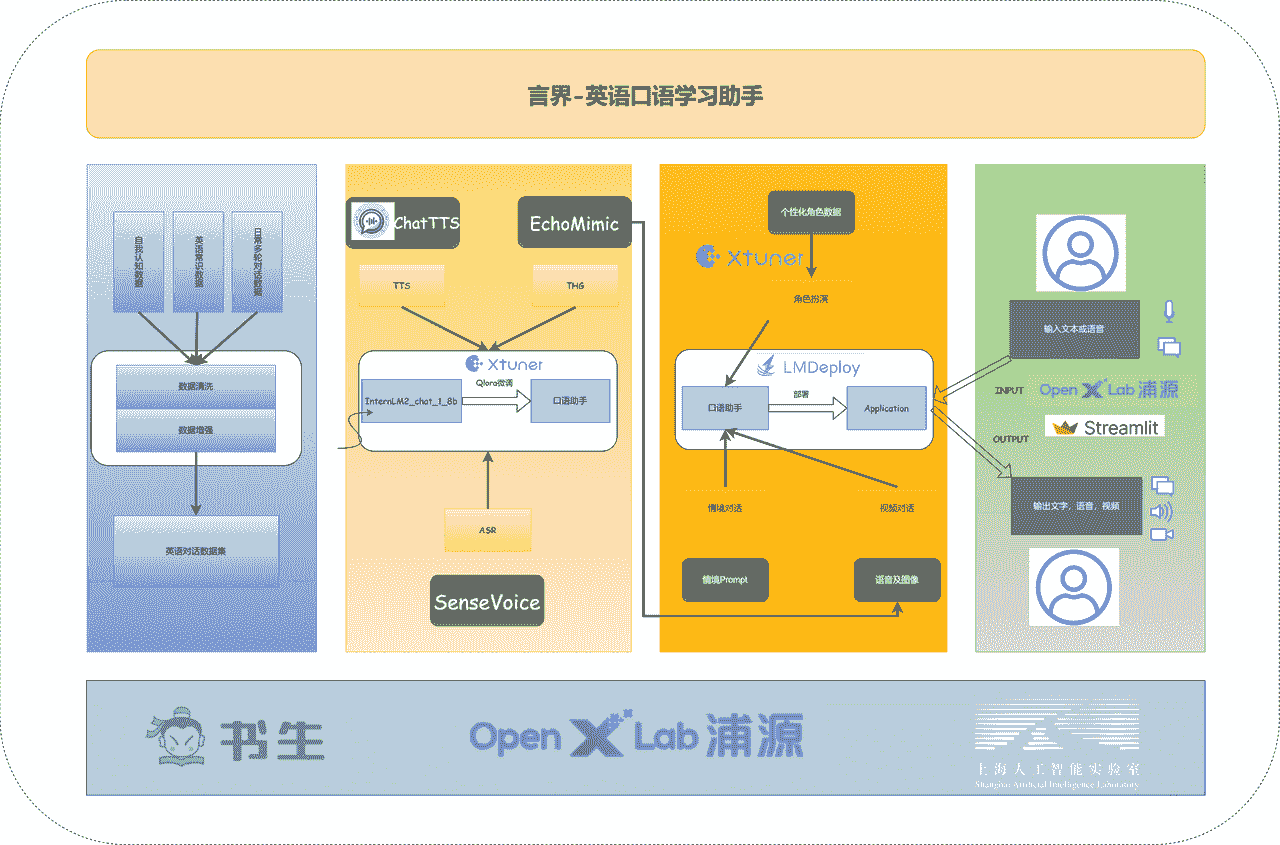 言界-英语口语学习助手
自我认知数据
英语常识数据
日常多轮对话数据
数据清洗
数据增强
英语对话数据集
ChatTTS
EchoMimic
TTS
THG
Xtuner
InternLM2_chat_1_8b
Qlora微调
口语助手
ASR
SenseVoice
个性化角色数据
Xtuner
角色扮演
LMDeploy
口语助手
部署
Application
情境对话
视频对话
情境Prompt
语音及图像
输入文本或语音
INPUT
OpenXLab浦源
Streamlit
OUTPUT
输出文字，语音，视频
书生
OpenXLab浦源
上海人工智能实验室
Shanghai Artificial Intelligence Laboratory